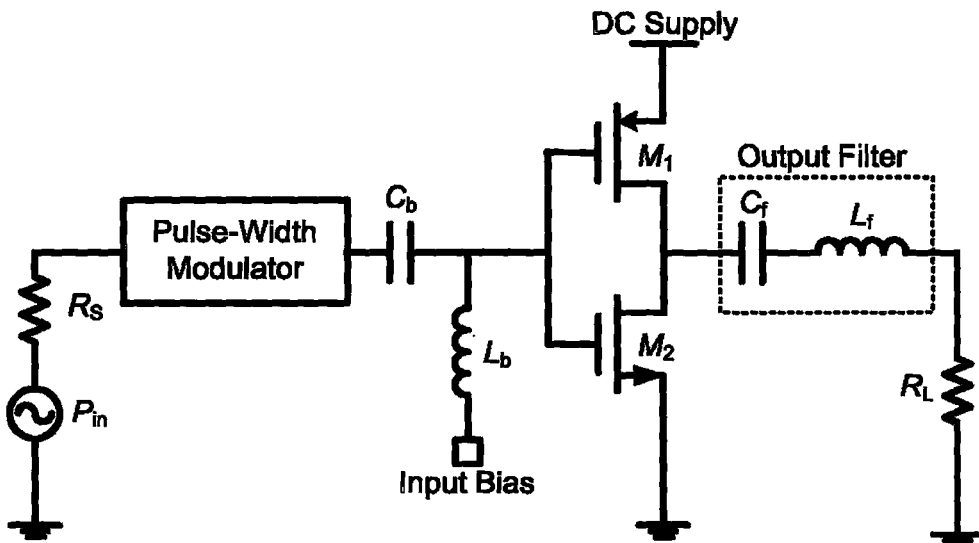 DC Supply
M1
Output Filter
Cb
Cf
Lf
Pulse-Width
Modulator
RS
Lb
M2
RL
Pin
Input Bias